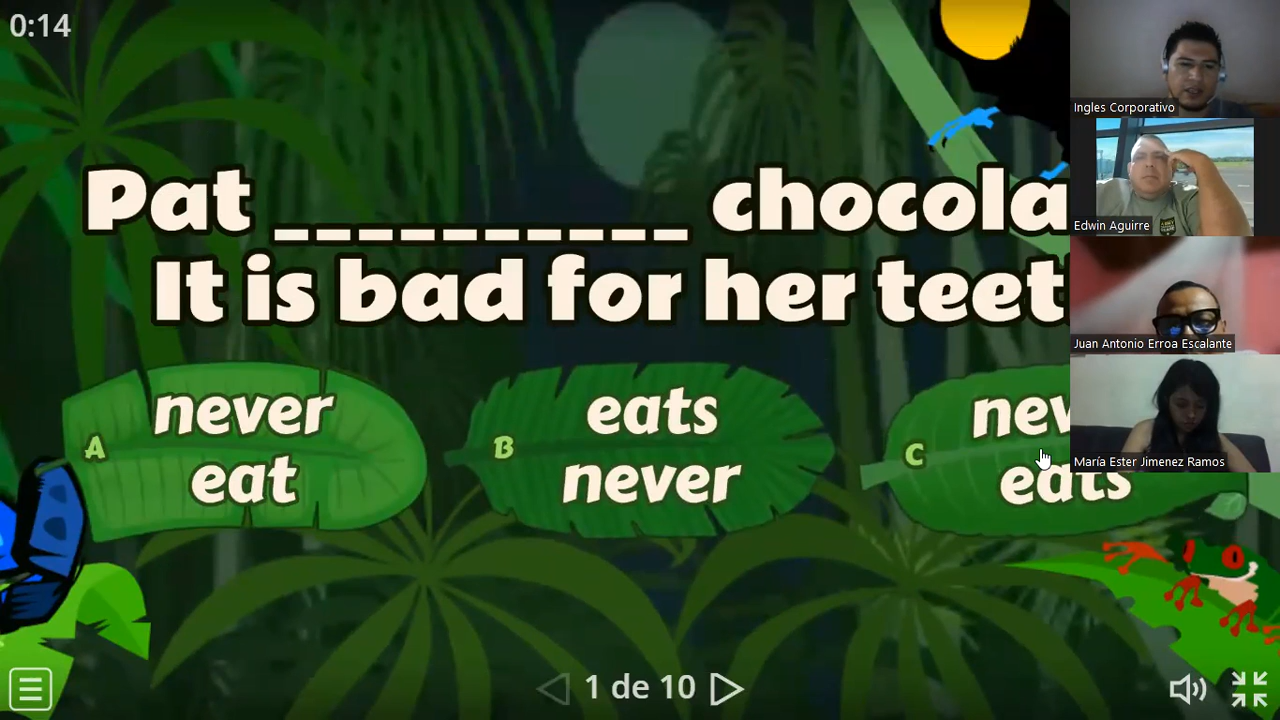 0:14
Pat __________ chocola
It is bad for her teet
A
never
eat
B
eats
never
C
nev
eats
1 de 10
Ingles Corporativo
Edwin Aguirre
Juan Antonio Erroa Escalante
María Ester Jimenez Ramos